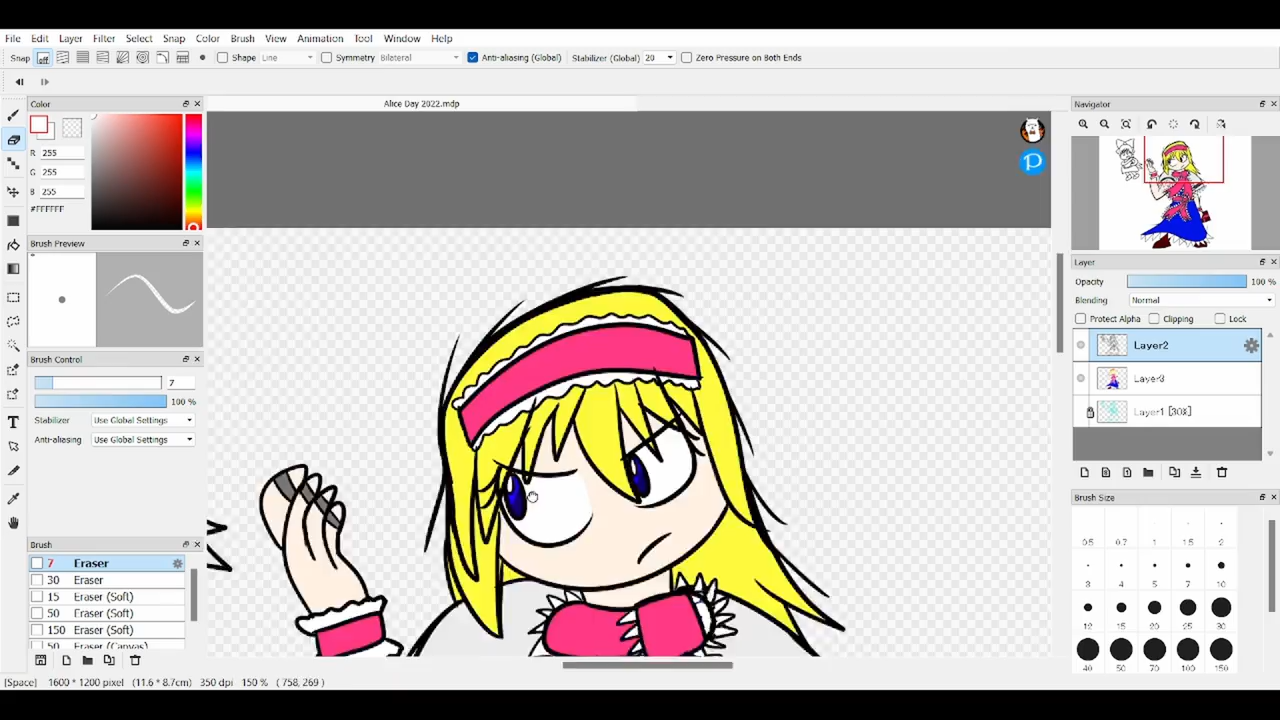 File Edit Layer Filter Select Snap Color Brush View Animation Tool Window Help
Snap off Shape Line Symmetry Bilateral Anti-aliasing (Global) Stabilizer (Global) 20 Zero Pressure on Both Ends
Color
R 255
G 255
B 255
#FFFFFF
Brush Preview
Brush Control
7
100 %
Stabilizer Use Global Settings
Anti-aliasing Use Global Settings
Brush
7 Eraser
30 Eraser
15 Eraser (Soft)
50 Eraser (Soft)
150 Eraser (Soft)
50 Eraser (Canvas)
Alice Day 2022.mdp
Navigator
Layer
Opacity 100 %
Blending Normal
Protect Alpha Clipping Lock
Layer2
Layer3
Layer1 [30%]
Brush Size
0.5 0.7 1 1.5 2
3 4 5 7 10
12 15 20 25 30
40 50 70 100 150
[Space] 1600 * 1200 pixel (11.6 * 8.7cm) 350 dpi 150 % ( 758, 269 )